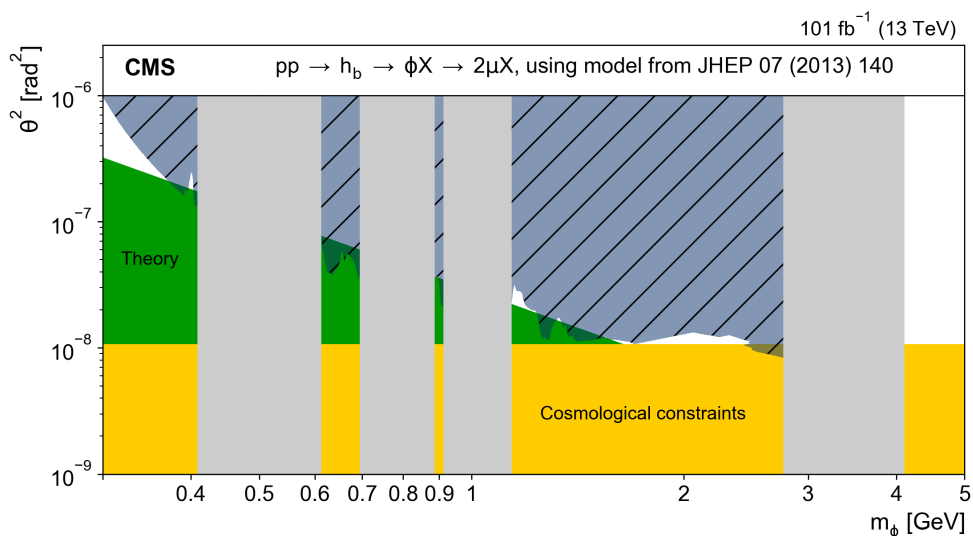 101 fb⁻¹ (13 TeV)
CMS
pp → h_b → ϕX → 2μX, using model from JHEP 07 (2013) 140
θ² [rad²]
10⁻⁶
10⁻⁷
10⁻⁸
10⁻⁹
Theory
Cosmological constraints
0.4 0.5 0.6 0.7 0.8 0.9 1 2 3 4 5
m_ϕ [GeV]